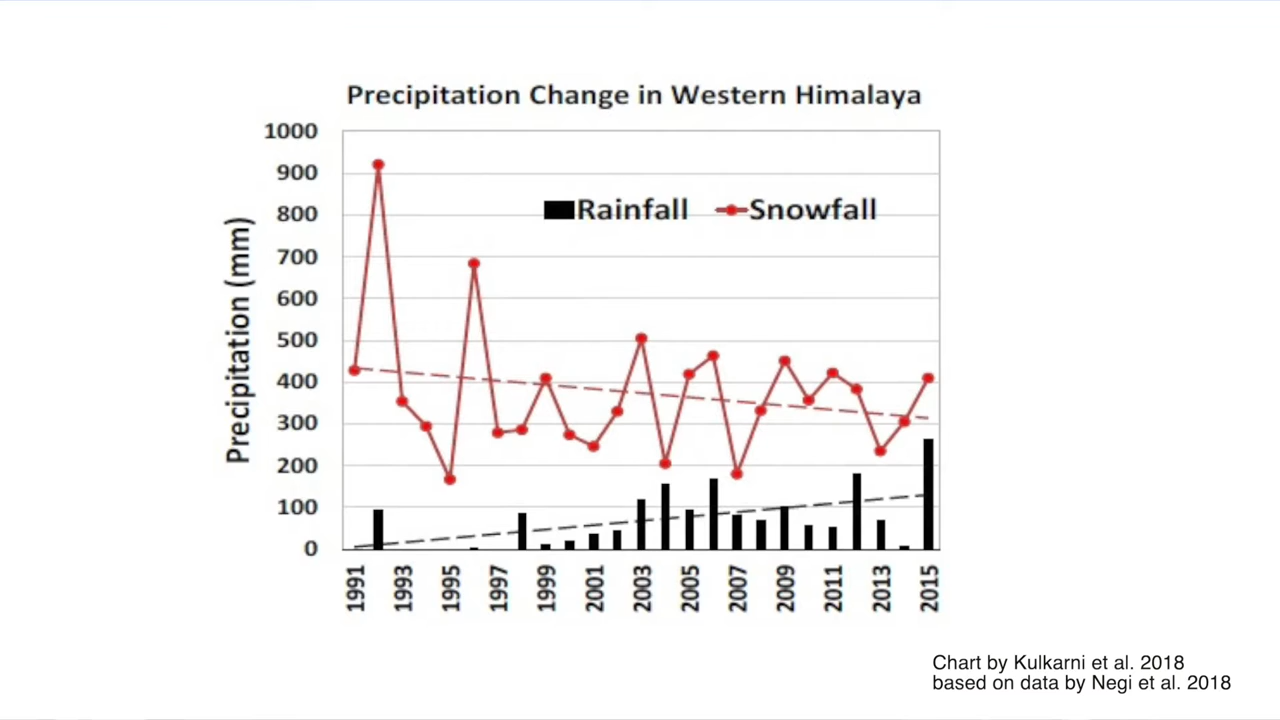 Precipitation Change in Western Himalaya
1000
900
800
700
600
500
400
300
200
100
0
Precipitation (mm)
Rainfall Snowfall
1991 1993 1995 1997 1999 2001 2003 2005 2007 2009 2011 2013 2015
Chart by Kulkarni et al. 2018
based on data by Negi et al. 2018